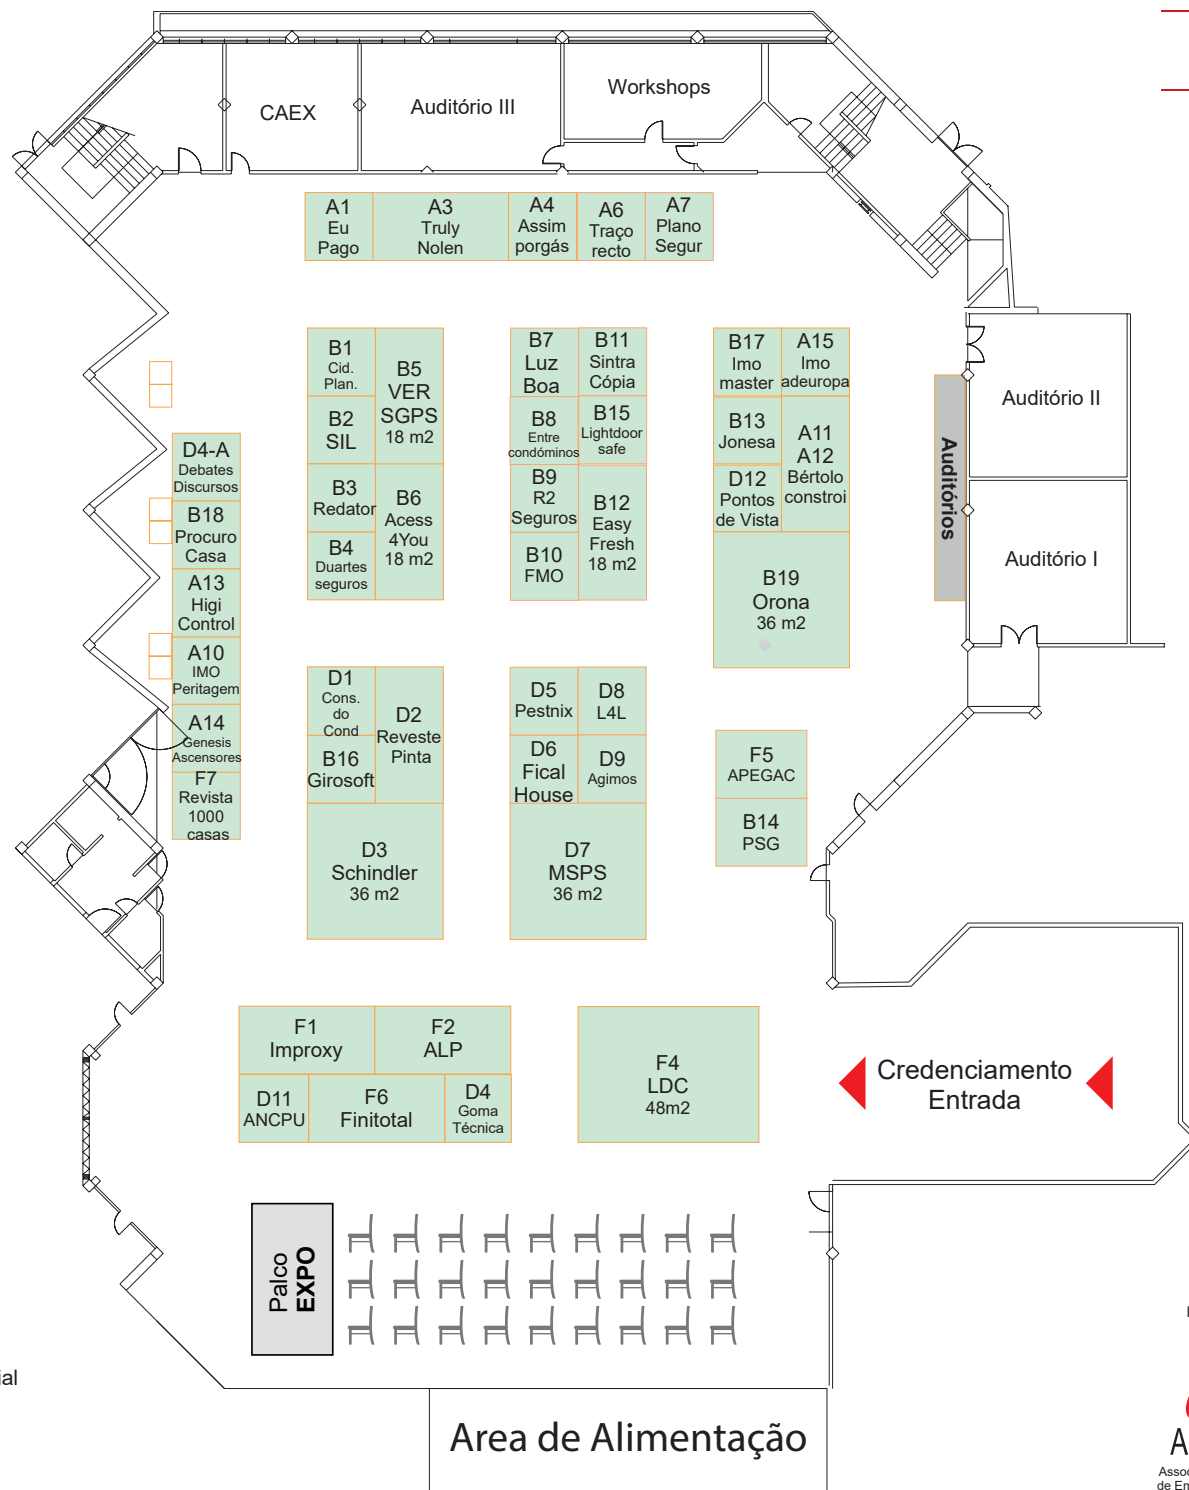 CAEX
Auditório III
Workshops
A1
Eu
Pago
A3
Truly
Nolen
A4
Assim
porgás
A6
Traço
recto
A7
Plano
Segur
B1
Cid.
Plan.
B2
SIL
B5
VER
SGPS
18 m2
B3
Redator
B4
Duartes
seguros
B6
Acess
4You
18 m2
B7
Luz
Boa
B11
Sintra
Cópia
B8
Entre
condóminos
B15
Lightdoor
safe
B9
R2
Seguros
B10
FMO
B12
Easy
Fresh
18 m2
B17
Imo
master
A15
Imo
adeuropa
B13
Jonesa
D12
Pontos
de Vista
A11
A12
Bértolo
constroi
B19
Orona
36 m2
Auditórios
Auditório II
Auditório I
D4-A
Debates
Discursos
B18
Procuro
Casa
A13
Higi
Control
A10
IMO
Peritagem
A14
Genesis
Ascensores
F7
Revista
1000
casas
D1
Cons.
do
Cond
B16
Girosoft
D2
Reveste
Pinta
D3
Schindler
36 m2
D5
Pestnix
D8
L4L
D6
Fical
House
D9
Agimos
D7
MSPS
36 m2
F5
APEGAC
B14
PSG
F1
Improxy
F2
ALP
D11
ANCPU
F6
Finitotal
D4
Goma
Técnica
F4
LDC
48m2
Credenciamento
Entrada
Palco
EXPO
Area de Alimentação
ial
A
Assoc
de Em